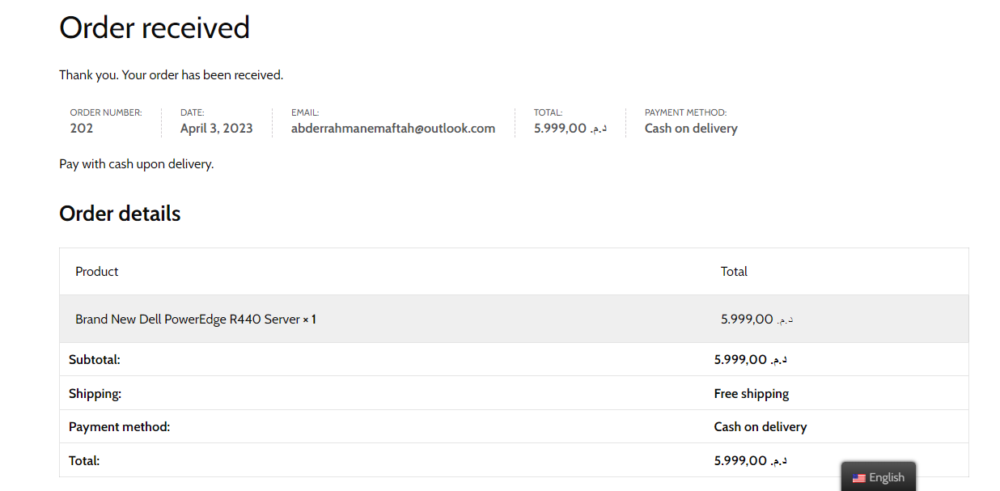 Order received
Thank you. Your order has been received.
ORDER NUMBER: DATE: EMAIL: TOTAL: PAYMENT METHOD:
202 April 3, 2023 abderrahmanemaftah@outlook.com 5.999,00 د.م. Cash on delivery
Pay with cash upon delivery.
Order details
Product Total
Brand New Dell PowerEdge R440 Server × 1 5.999,00 د.م.
Subtotal: 5.999,00 د.م.
Shipping: Free shipping
Payment method: Cash on delivery
Total: 5.999,00 د.م.
English